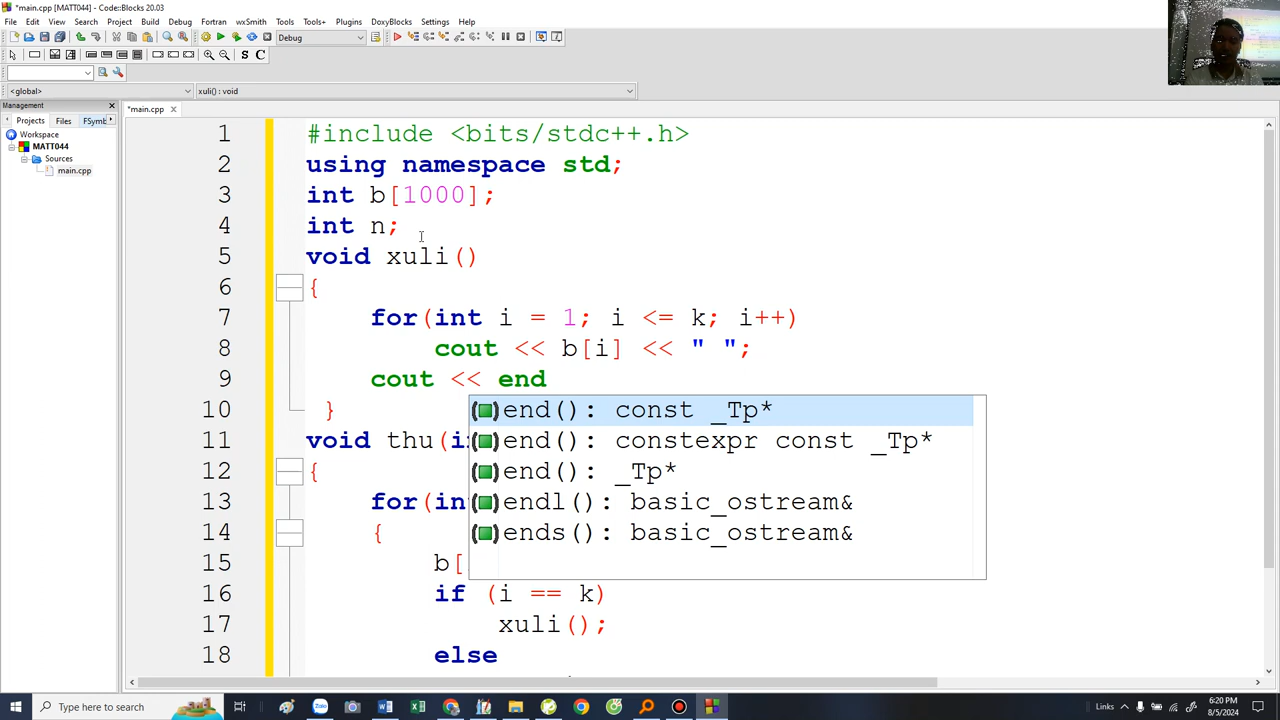 *main.cpp [MATT044] - Code::Blocks 20.03
File Edit View Search Project Build Debug Fortran wxSmith Tools Tools+ Plugins DoxyBlocks Settings Help
Debug
S C
<global> xuli() : void
Management
Projects Files FSymb
Workspace
MATT044
Sources
main.cpp
*main.cpp
1 #include <bits/stdc++.h>
2 using namespace std;
3 int b[1000];
4 int n;
5 void xuli()
6 {
7 for(int i = 1; i <= k; i++)
8 cout << b[i] << " ";
9 cout << end
10 }
end(): const _Tp*
11 void thu(i
end(): constexpr const _Tp*
12 {
end(): _Tp*
13 for(in
endl(): basic_ostream&
14 {
ends(): basic_ostream&
15 b[
16 if (i == k)
17 xuli();
18 else
Type here to search
Links
6:20 PM
8/5/2024